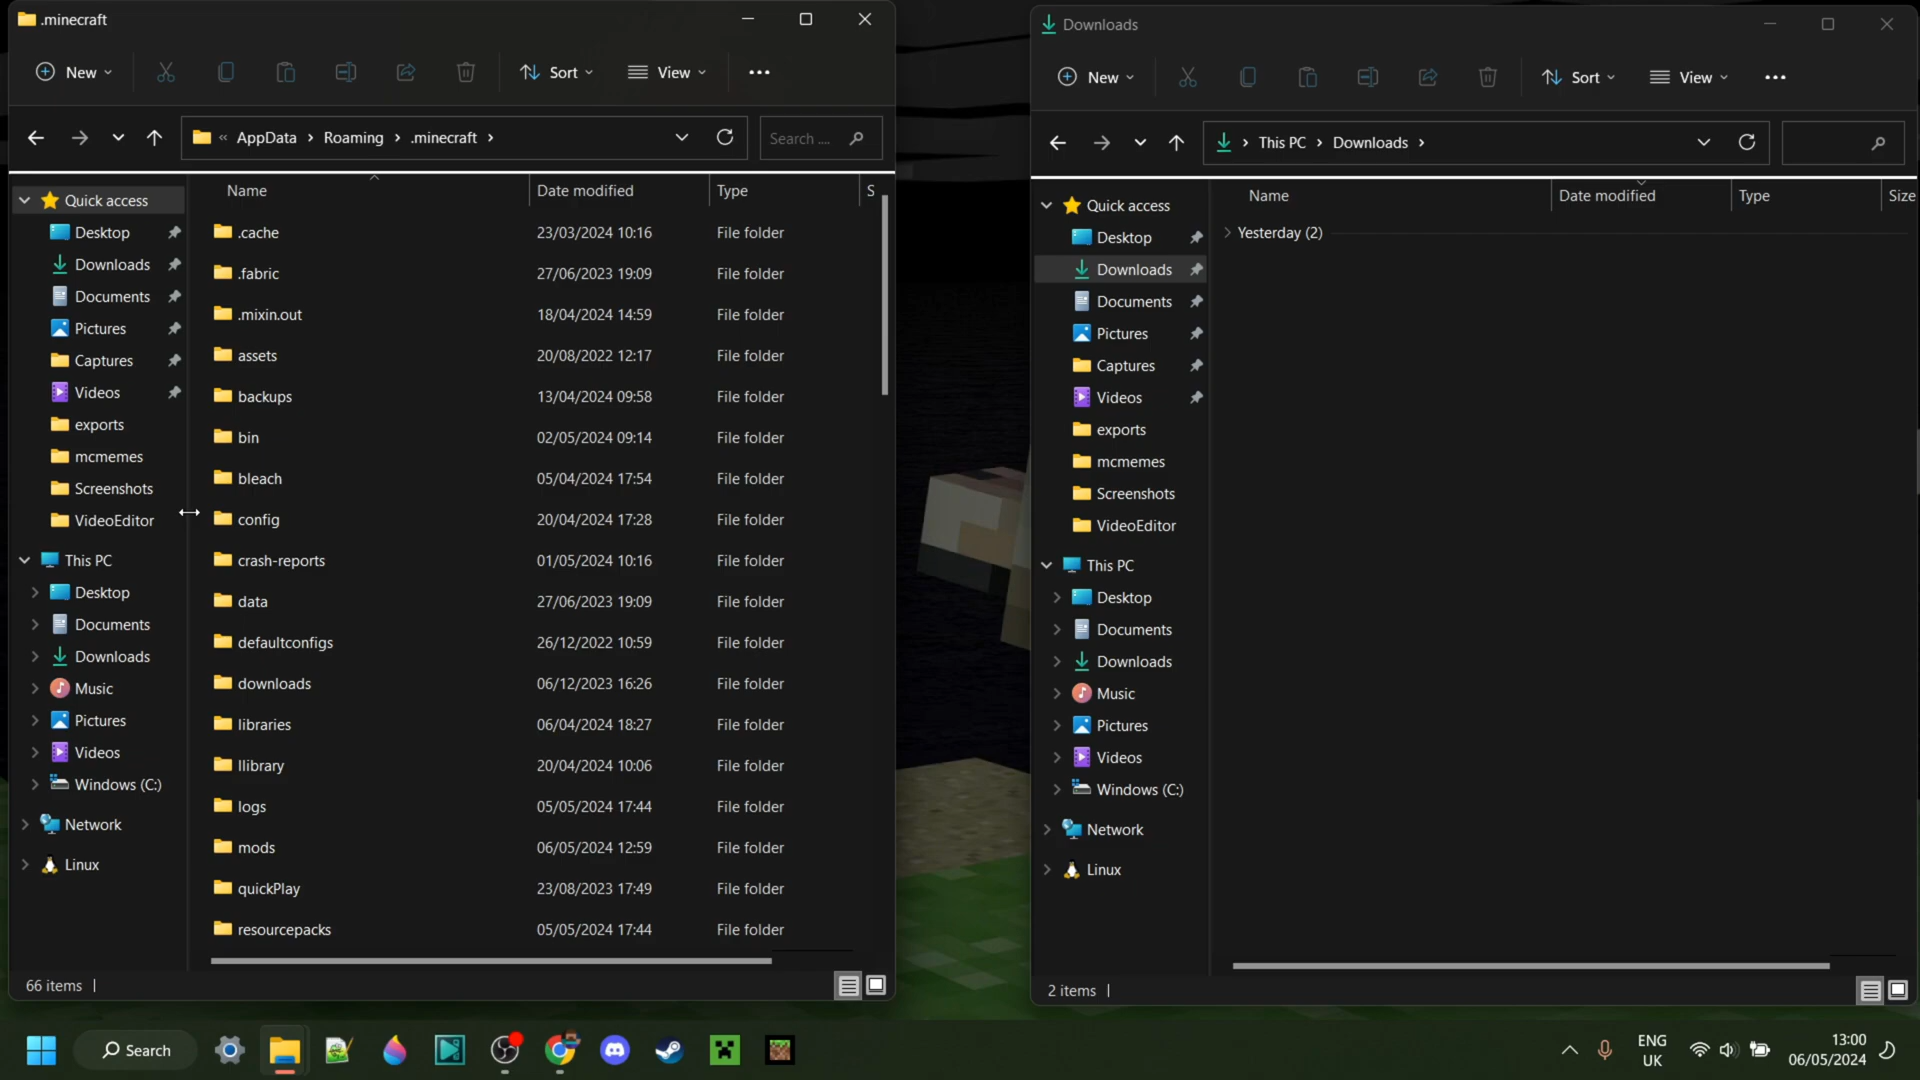 .minecraft
New
Sort
View
« AppData > Roaming > .minecraft >
Search ....
Name
Date modified
Type
S
Quick access
Desktop
Downloads
Documents
Pictures
Captures
Videos
exports
mcmemes
Screenshots
VideoEditor
This PC
Desktop
Documents
Downloads
Music
Pictures
Videos
Windows (C:)
Network
Linux
.cache 23/03/2024 10:16 File folder
.fabric 27/06/2023 19:09 File folder
.mixin.out 18/04/2024 14:59 File folder
assets 20/08/2022 12:17 File folder
backups 13/04/2024 09:58 File folder
bin 02/05/2024 09:14 File folder
bleach 05/04/2024 17:54 File folder
config 20/04/2024 17:28 File folder
crash-reports 01/05/2024 10:16 File folder
data 27/06/2023 19:09 File folder
defaultconfigs 26/12/2022 10:59 File folder
downloads 06/12/2023 16:26 File folder
libraries 06/04/2024 18:27 File folder
llibrary 20/04/2024 10:06 File folder
logs 05/05/2024 17:44 File folder
mods 06/05/2024 12:59 File folder
quickPlay 23/08/2023 17:49 File folder
resourcepacks 05/05/2024 17:44 File folder
66 items
Downloads
New
Sort
View
> This PC > Downloads >
Name
Date modified
Type
Size
Quick access
Desktop
Downloads
Documents
Pictures
Captures
Videos
exports
mcmemes
Screenshots
VideoEditor
This PC
Desktop
Documents
Downloads
Music
Pictures
Videos
Windows (C:)
Network
Linux
Yesterday (2)
2 items
Search
ENG
UK
13:00
06/05/2024